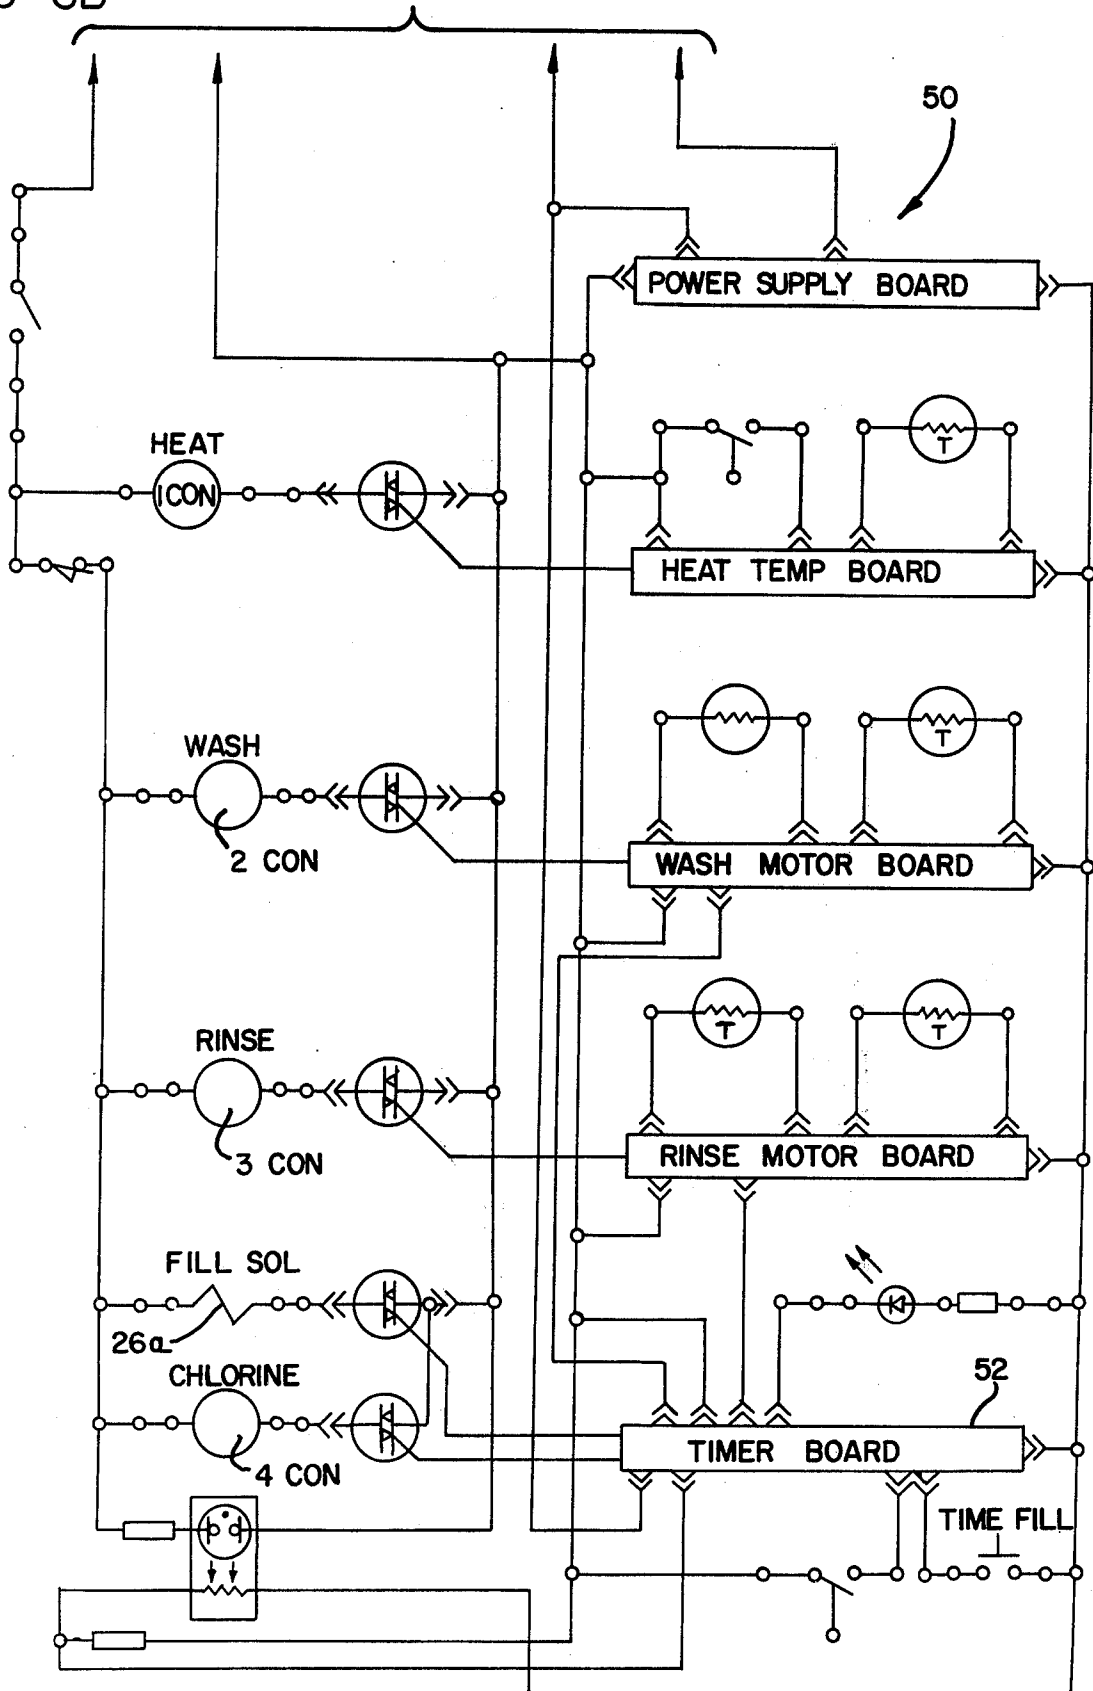 50
POWER SUPPLY BOARD
HEAT
1CON
T
HEAT TEMP BOARD
WASH
2 CON
T
WASH MOTOR BOARD
RINSE
3 CON
T
T
RINSE MOTOR BOARD
FILL SOL
26a
CHLORINE
4 CON
52
TIMER BOARD
TIME FILL